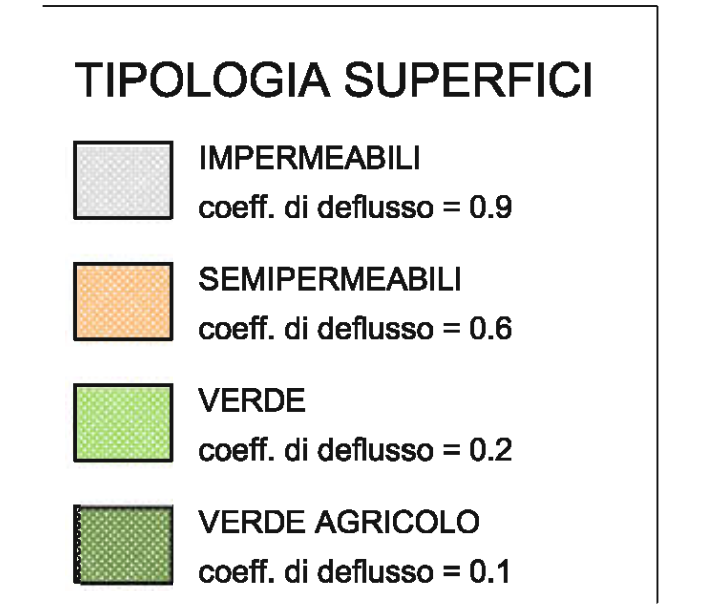 TIPOLOGIA SUPERFICI
IMPERMEABILI
coeff. di deflusso = 0.9
SEMIPERMEABILI
coeff. di deflusso = 0.6
VERDE
coeff. di deflusso = 0.2
VERDE AGRICOLO
coeff. di deflusso = 0.1